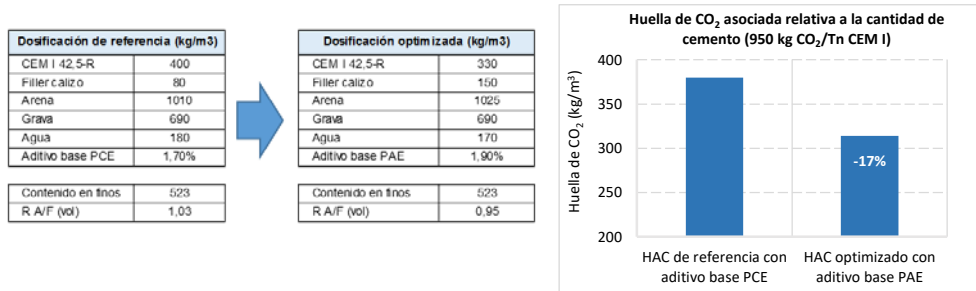 Dosificación de referencia (kg/m3)
CEM I 42,5-R 400
Filler calizo 80
Arena 1010
Grava 690
Agua 180
Aditivo base PCE 1,70%
Contenido en finos 523
R A/F (vol) 1,03
Dosificación optimizada (kg/m3)
CEM I 42,5-R 330
Filler calizo 150
Arena 1025
Grava 690
Agua 170
Aditivo base PAE 1,90%
Contenido en finos 523
R A/F (vol) 0,95
Huella de CO₂ asociada relativa a la cantidad de
cemento (950 kg CO₂/Tn CEM I)
Huella de CO₂ (kg/m³)
400
350
300
250
200
-17%
HAC de referencia con
aditivo base PCE
HAC optimizado con
aditivo base PAE